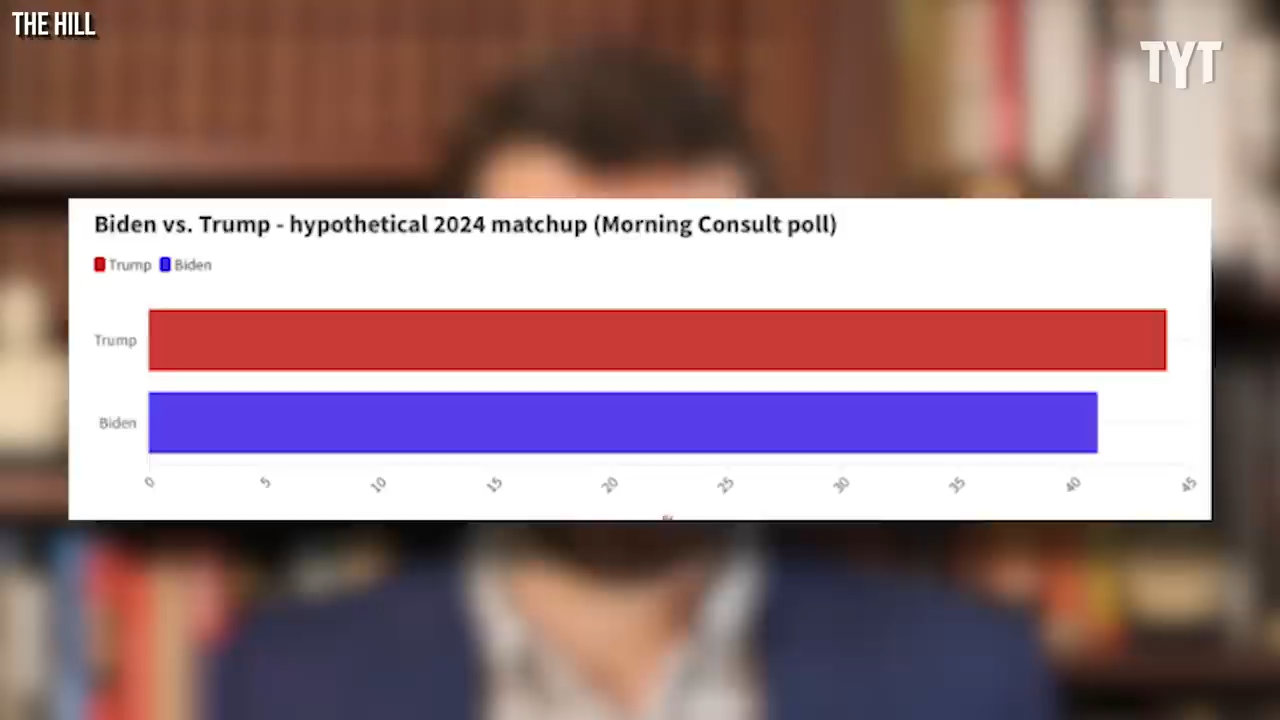 THE HILL
TYT
Biden vs. Trump - hypothetical 2024 matchup (Morning Consult poll)
Trump Biden
Trump
Biden
0 5 10 15 20 25 30 35 40 45